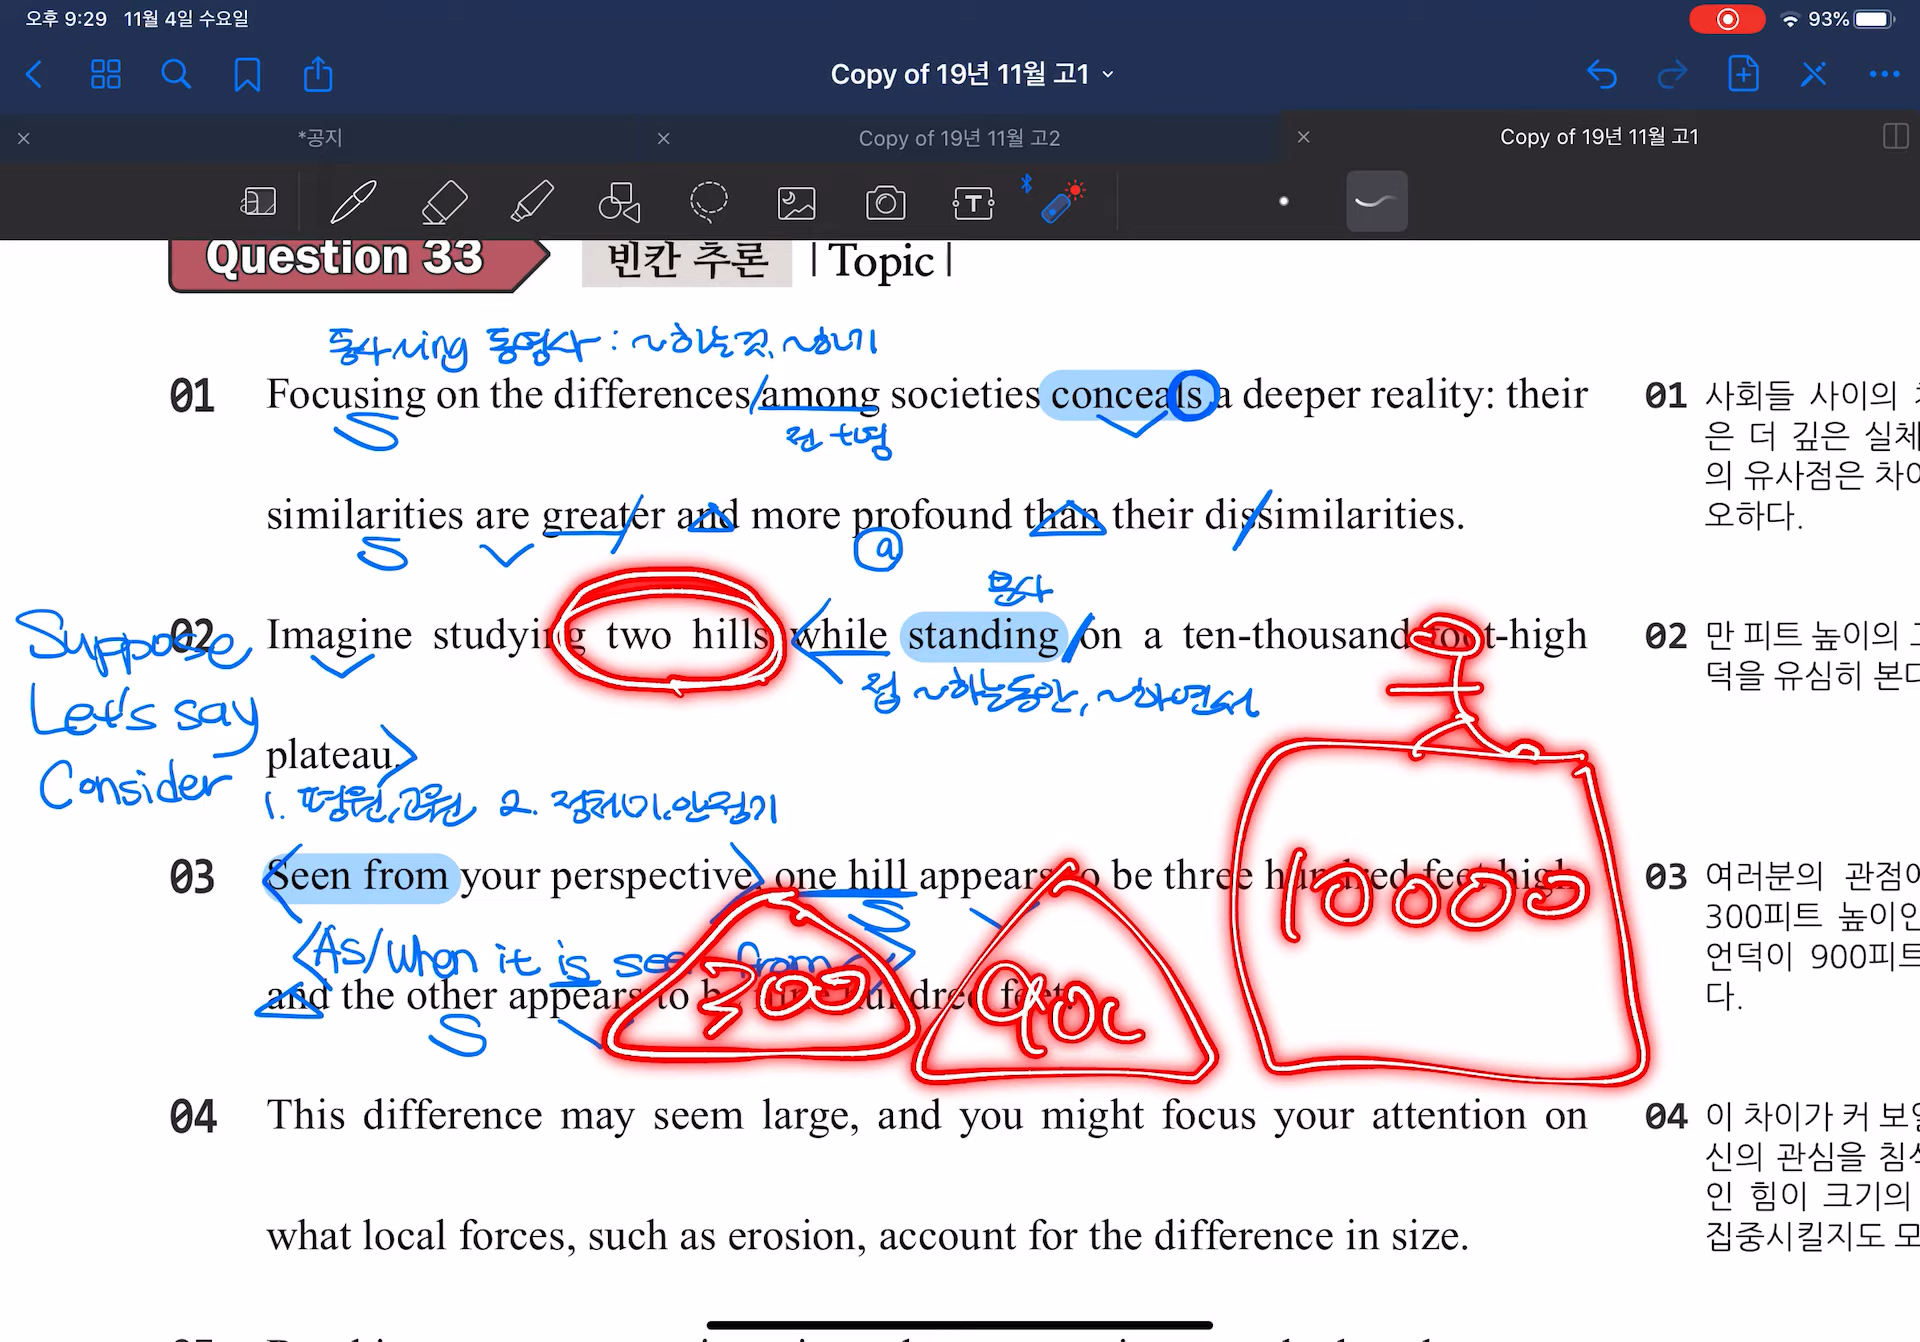 오후 9:29 11월 4일 수요일 93%
Copy of 19년 11월 고1
*공지 Copy of 19년 11월 고2 Copy of 19년 11월 고1
T
Question 33 빈칸 추론 | Topic |
동사ing 동명사 : ~하는것, ~하기
01 Focusing on the differences among societies conceals a deeper reality: their
S
전 +명
similarities are greater and more profound than their dissimilarities.
S ⓐ
분사
02 Imagine studying two hills while standing on a ten-thousand-foot-high
접 ~하는동안, ~하면서
plateau.
Suppose
Let's say
Consider
1. 평원, 고원 2. 정체기, 안정기
03 Seen from your perspective, one hill appears to be three hundred feet high,
S
<As/When it is seen from
and the other appears to be nine hundred feet.
S
300 900 10000
04 This difference may seem large, and you might focus your attention on
what local forces, such as erosion, account for the difference in size.
01 사회들 사이의
은 더 깊은 실체
의 유사점은 차이
오하다.
02 만 피트 높이의
덕을 유심히 본다
03 여러분의 관점에
300피트 높이인
언덕이 900피트
다.
04 이 차이가 커 보일
신의 관심을 침식
인 힘이 크기의
집중시킬지도 모